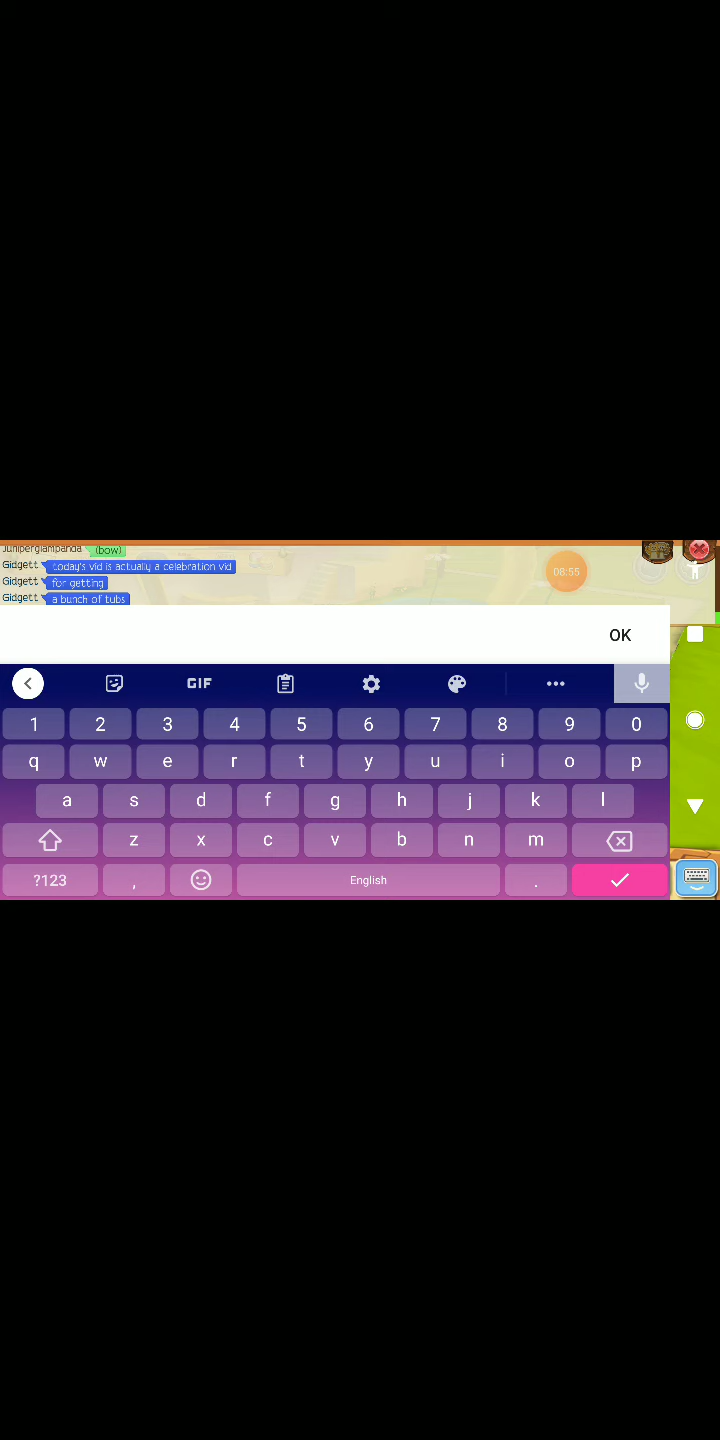 Juniperglampanda (bow)
Gidgett today's vid is actually a celebration vid
Gidgett for getting
Gidgett a bunch of tubs
08:55
OK
GIF
1 2 3 4 5 6 7 8 9 0
q w e r t y u i o p
a s d f g h j k l
z x c v b n m
?123 , English .